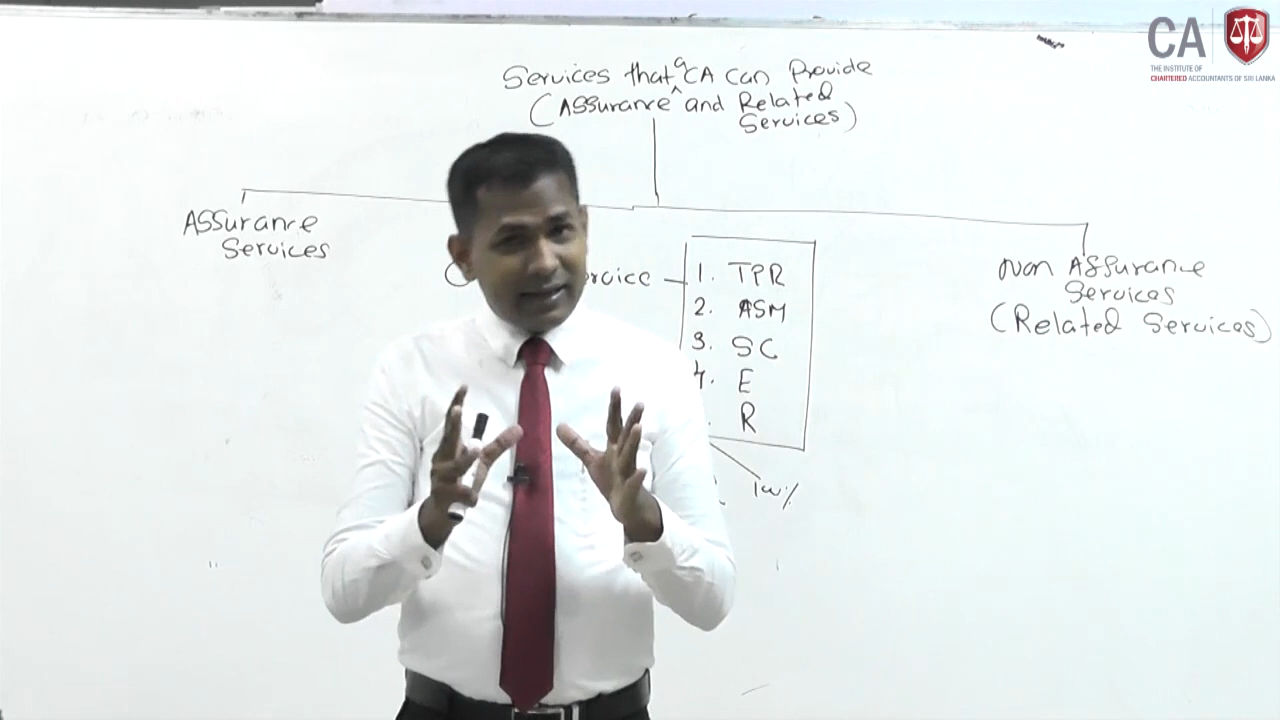 CA
THE INSTITUTE OF
CHARTERED ACCOUNTANTS OF SRI LANKA
Services that a CA can Provide
(Assurance and Related
Services)
Assurance
Services
1. TPR
2. ASM
3. SC
4. E
R
Non Assurance
Services
(Related Services)